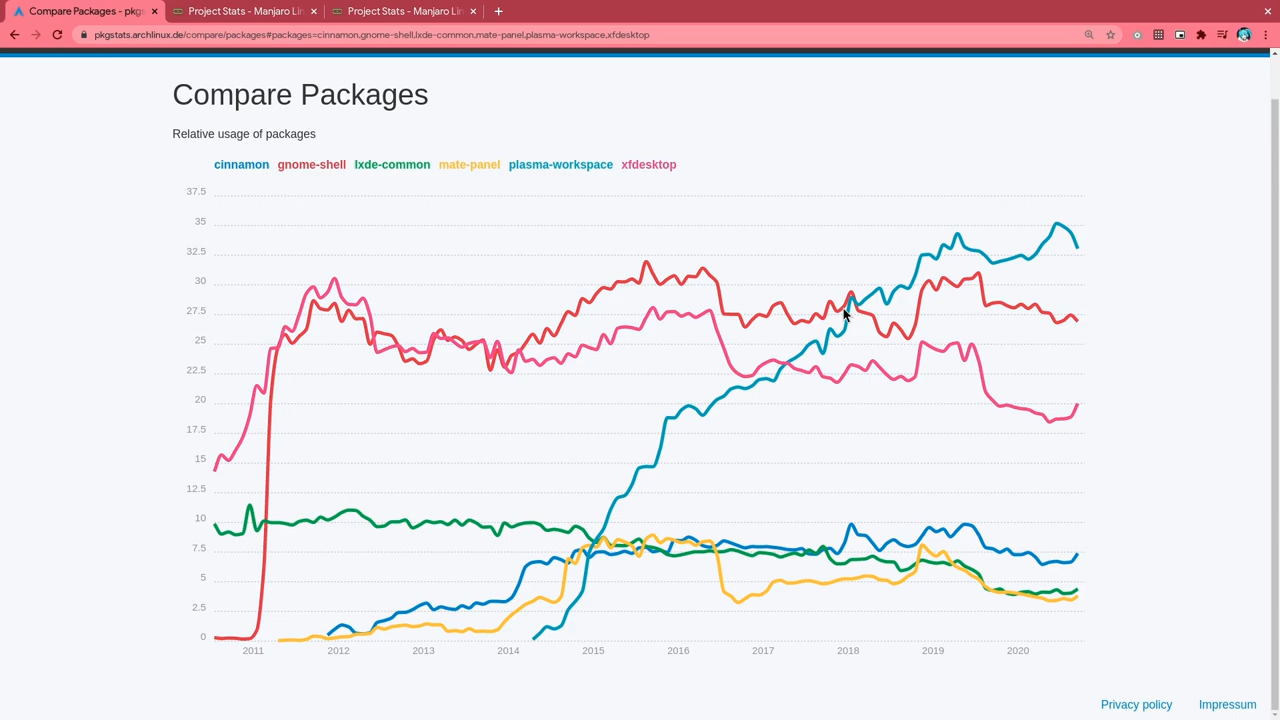 Compare Packages - pkgs
Project Stats - Manjaro Lin
Project Stats - Manjaro Lin
pkgstats.archlinux.de/compare/packages#packages=cinnamon,gnome-shell,lxde-common,mate-panel,plasma-workspace,xfdesktop
Compare Packages
Relative usage of packages
cinnamon gnome-shell lxde-common mate-panel plasma-workspace xfdesktop
37.5
35
32.5
30
27.5
25
22.5
20
17.5
15
12.5
10
7.5
5
2.5
0
2011 2012 2013 2014 2015 2016 2017 2018 2019 2020
Privacy policy Impressum